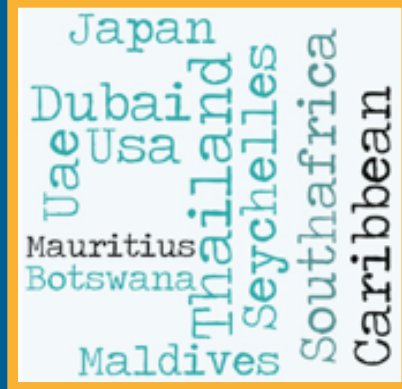 Japan
Dubai
Uae
Usa
Thailand
Seychelles
Southafrica
Caribbean
Mauritius
Botswana
Maldives